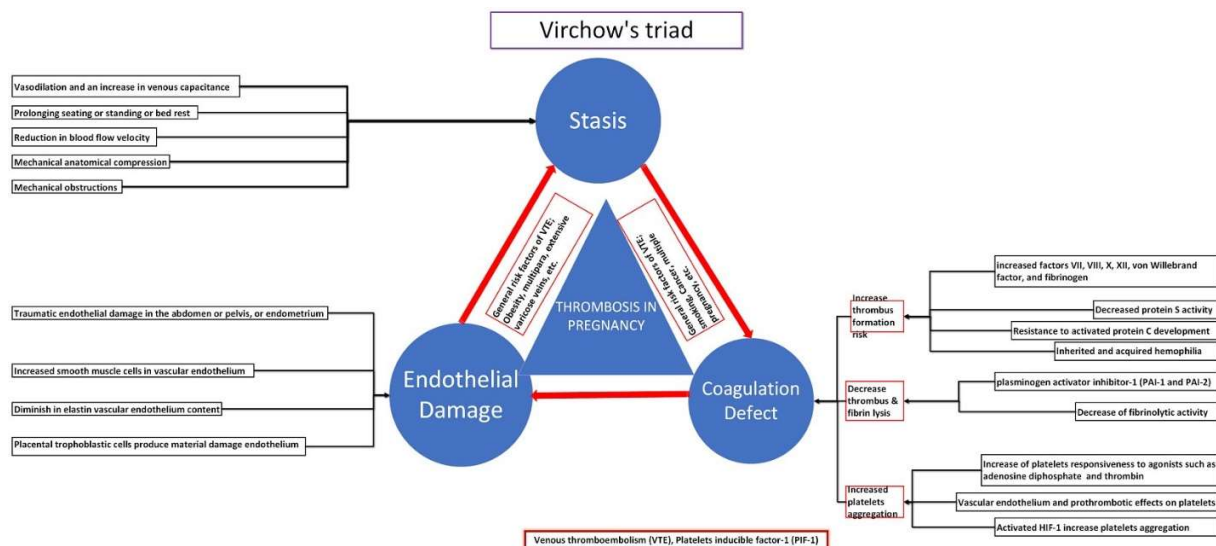 Virchow's triad
Vasodilation and an increase in venous capacitance
Prolonging seating or standing or bed rest
Reduction in blood flow velocity
Mechanical anatomical compression
Mechanical obstructions
Stasis
General risk factors of VTE;
Obesity, multipara, extensive
varicose veins, etc.
General risk factors of VTE:
smoking, Cancer, multiple
pregnancy, etc.
THROMBOSIS IN
PREGNANCY
Traumatic endothelial damage in the abdomen or pelvis, or endometrium
Increased smooth muscle cells in vascular endothelium
Diminish in elastin vascular endothelium content
Placental trophoblastic cells produce material damage endothelium
Endothelial
Damage
Coagulation
Defect
Increase
thrombus
formation
risk
increased factors VII, VIII, X, XII, von Willebrand
factor, and fibrinogen
Decreased protein S activity
Resistance to activated protein C development
Inherited and acquired hemophilia
Decrease
thrombus &
fibrin lysis
plasminogen activator inhibitor-1 (PAI-1 and PAI-2)
Decrease of fibrinolytic activity
Increased
platelets
aggregation
Increase of platelets responsiveness to agonists such as
adenosine diphosphate and thrombin
Vascular endothelium and prothrombotic effects on platelets
Activated HIF-1 increase platelets aggregation
Venous thromboembolism (VTE), Platelets inducible factor-1 (PIF-1)